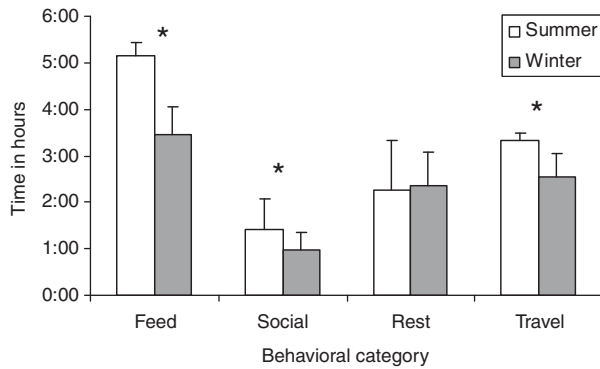 6:00
5:00
4:00
3:00
2:00
1:00
0:00
Time in hours
*
*
*
Summer
Winter
Feed Social Rest Travel
Behavioral category